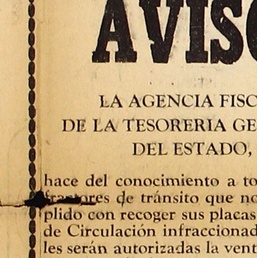 AVISO
LA AGENCIA FISC
DE LA TESORERIA GE
DEL ESTADO,
hace del conocimiento a to
fractores de tránsito que no
plido con recoger sus placas
de Circulación infraccionad
les serán autorizadas la vent